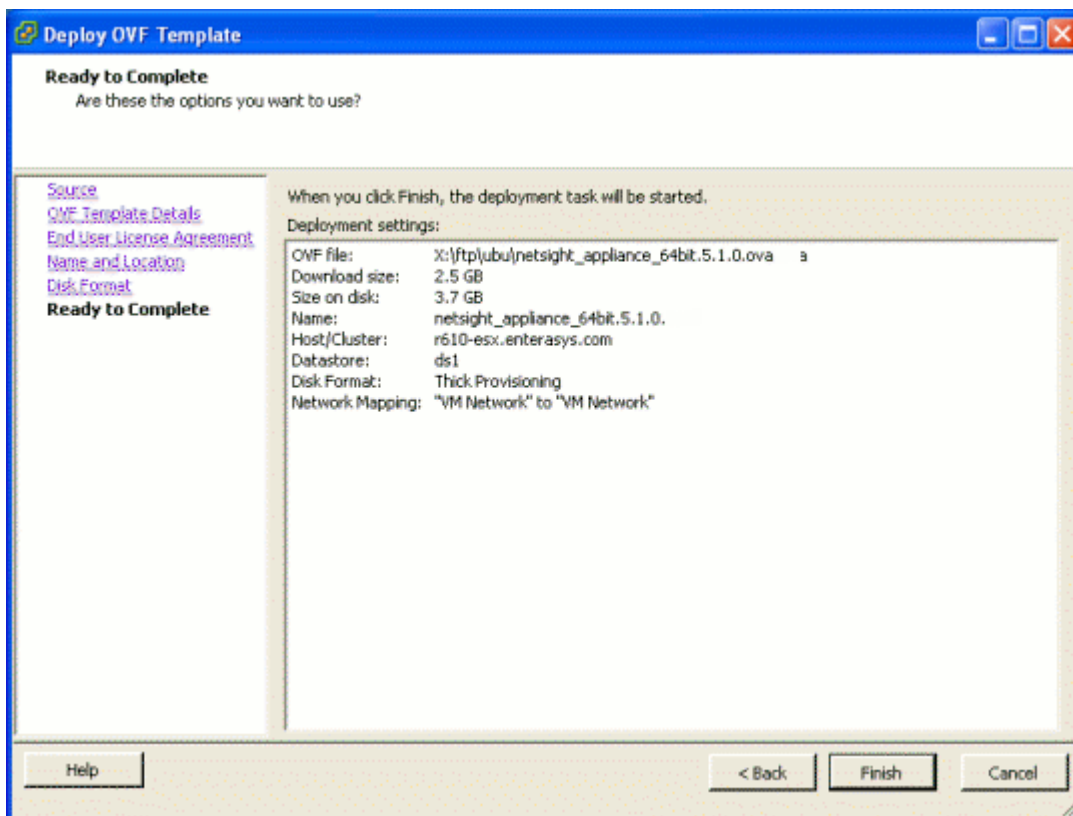 Deploy OVF Template
Ready to Complete
Are these the options you want to use?
Source
OVF Template Details
End User License Agreement
Name and Location
Disk Format
Ready to Complete
When you click Finish, the deployment task will be started.
Deployment settings:
OVF file: X:\ftp\ubu\netsight_appliance_64bit.5.1.0.ova a
Download size: 2.5 GB
Size on disk: 3.7 GB
Name: netsight_appliance_64bit.5.1.0.
Host/Cluster: r610-esx.enterasys.com
Datastore: ds1
Disk Format: Thick Provisioning
Network Mapping: "VM Network" to "VM Network"
Help < Back Finish Cancel